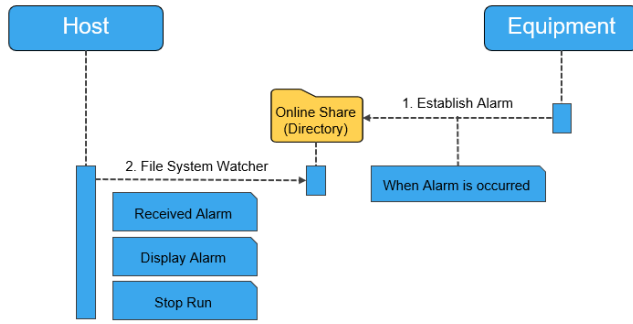 Host
Equipment
1. Establish Alarm
Online Share
(Directory)
2. File System Watcher
When Alarm is occurred
Received Alarm
Display Alarm
Stop Run